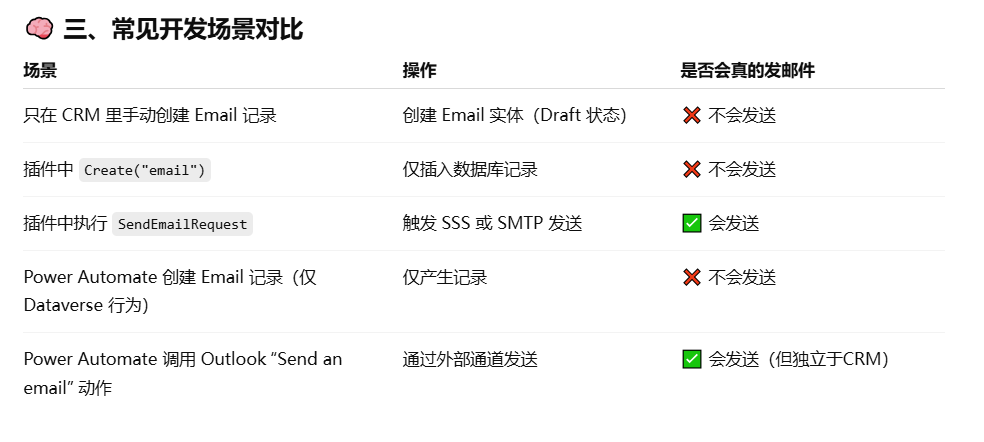 🧠 三、常见开发场景对比
场景 操作 是否会真的发邮件
只在 CRM 里手动创建 Email 记录 创建 Email 实体（Draft 状态） ❌ 不会发送
插件中 Create("email") 仅插入数据库记录 ❌ 不会发送
插件中执行 SendEmailRequest 触发 SSS 或 SMTP 发送 ✅ 会发送
Power Automate 创建 Email 记录（仅 仅产生记录 ❌ 不会发送
Dataverse 行为）
Power Automate 调用 Outlook “Send an 通过外部通道发送 ✅ 会发送（但独立于CRM）
email” 动作